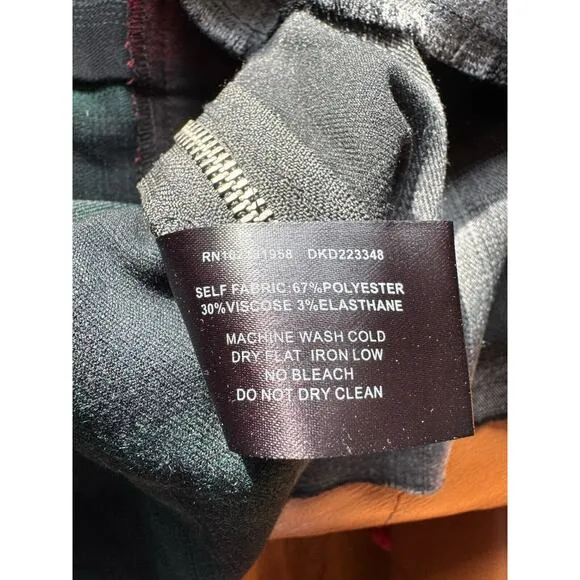 DKD223348
SELF FABRIC:67%POLYESTER
30%VISCOSE 3%ELASTHANE
MACHINE WASH COLD
DRY FLAT IRON LOW
NO BLEACH
DO NOT DRY CLEAN